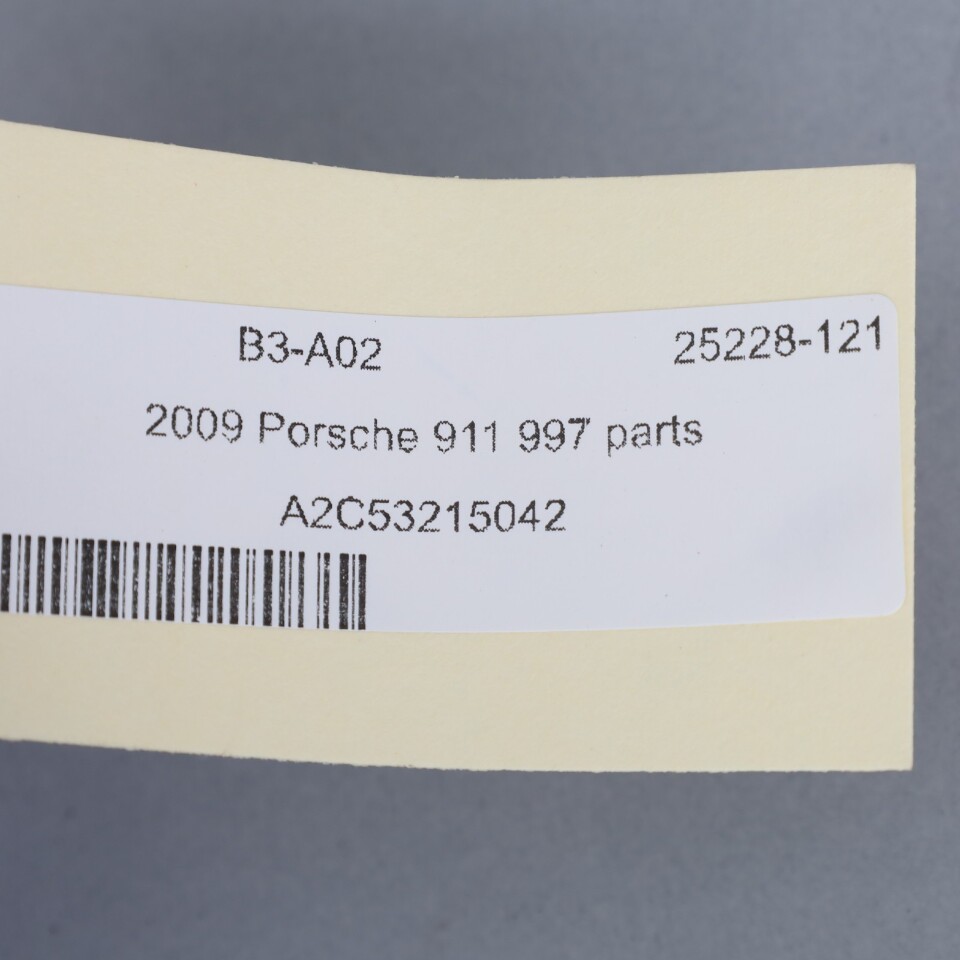 B3-A02 25228-121
2009 Porsche 911 997 parts
A2C53215042